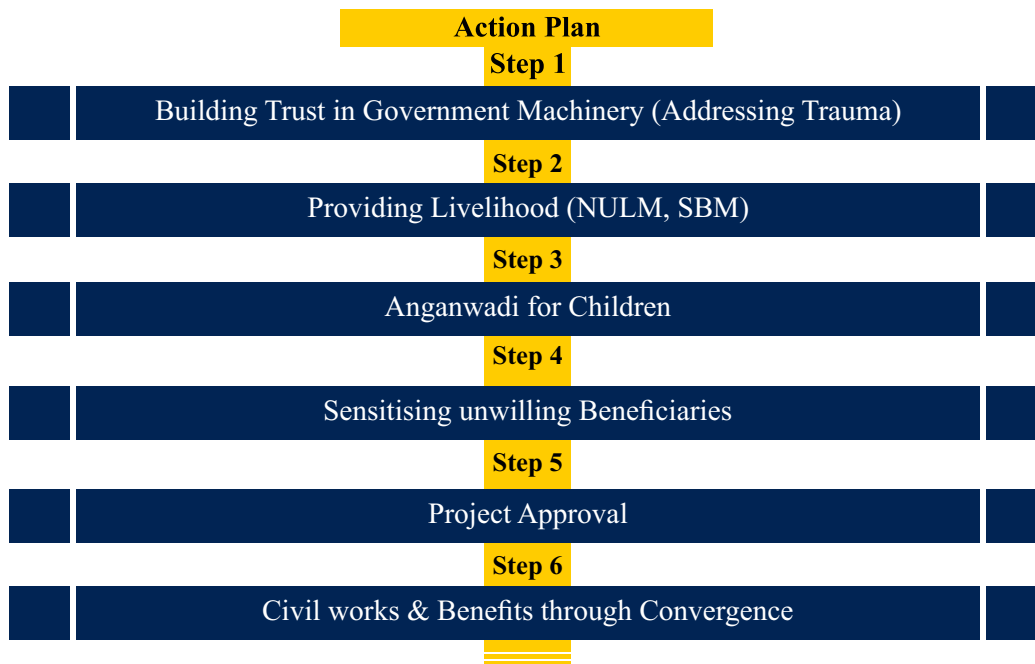 Action Plan
Step 1
Building Trust in Government Machinery (Addressing Trauma)
Step 2
Providing Livelihood (NULM, SBM)
Step 3
Anganwadi for Children
Step 4
Sensitising unwilling Beneficiaries
Step 5
Project Approval
Step 6
Civil works & Benefits through Convergence